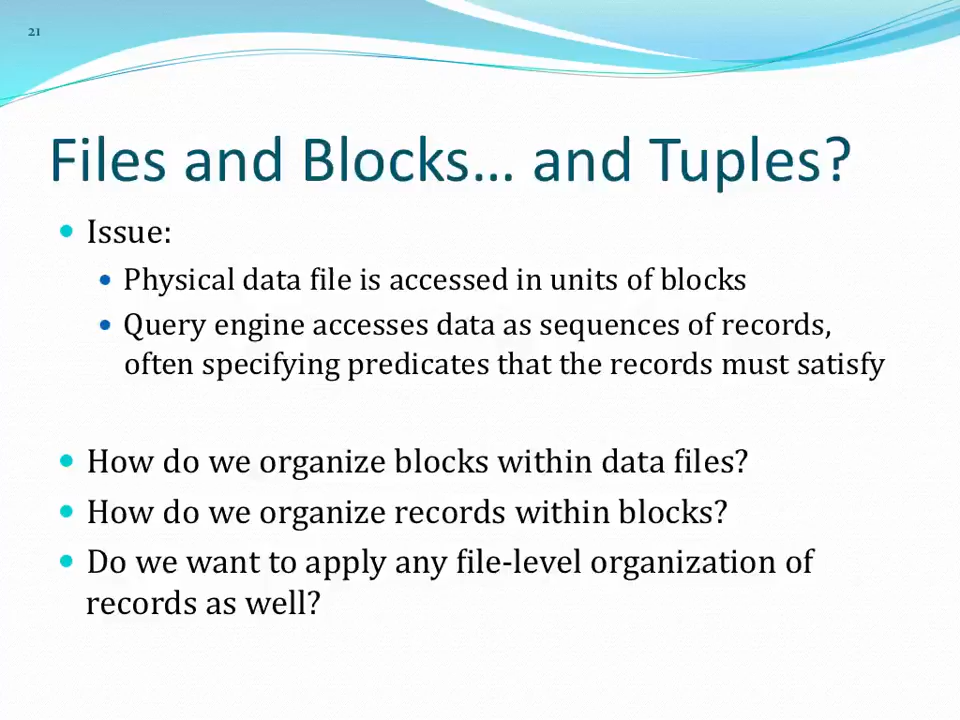 21
Files and Blocks… and Tuples?
Issue:
Physical data file is accessed in units of blocks
Query engine accesses data as sequences of records,
often specifying predicates that the records must satisfy
How do we organize blocks within data files?
How do we organize records within blocks?
Do we want to apply any file-level organization of
records as well?